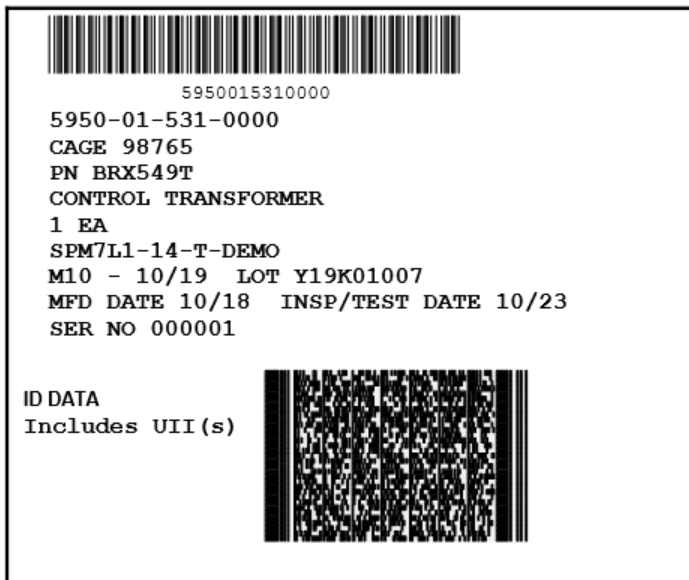 5950015310000
5950-01-531-0000
CAGE 98765
PN BRX549T
CONTROL TRANSFORMER
1 EA
SPM7L1-14-T-DEMO
M10 - 10/19  LOT Y19K01007
MFD DATE 10/18  INSP/TEST DATE 10/23
SER NO 000001
ID DATA
Includes UII(s)